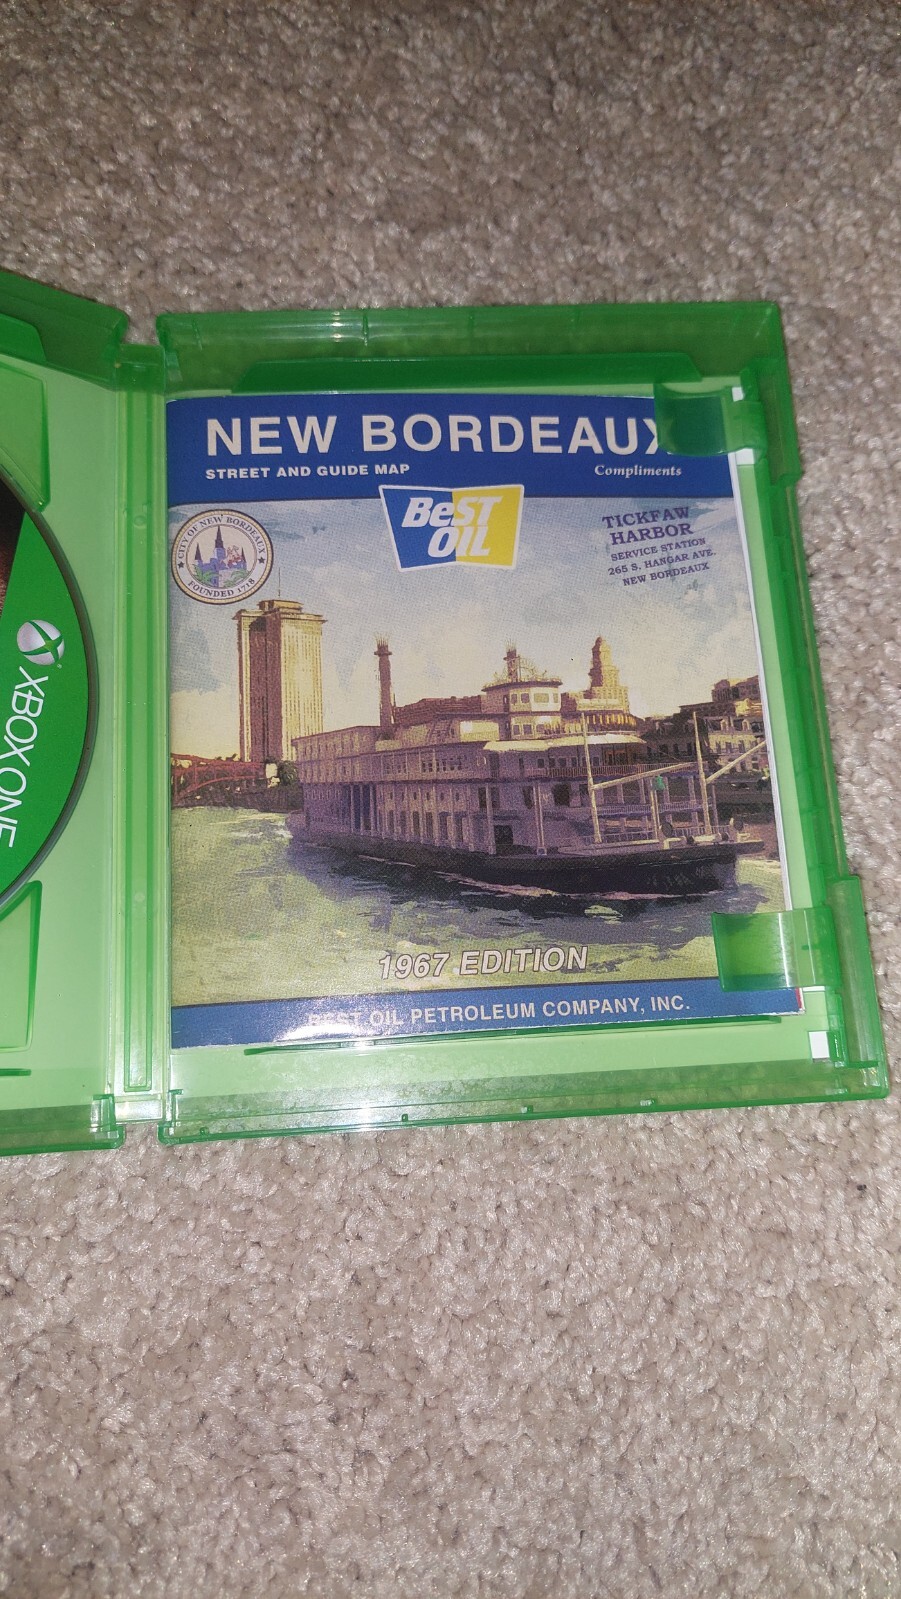 NEW BORDEAUX
STREET AND GUIDE MAP
Compliments
BeST
OIL
CITY OF NEW BORDEAUX
FOUNDED 1718
TICKFAW
HARBOR
SERVICE STATION
265 S. HANGAR AVE.
NEW BORDEAUX
XBOX ONE
1967 EDITION
BEST OIL PETROLEUM COMPANY, INC.